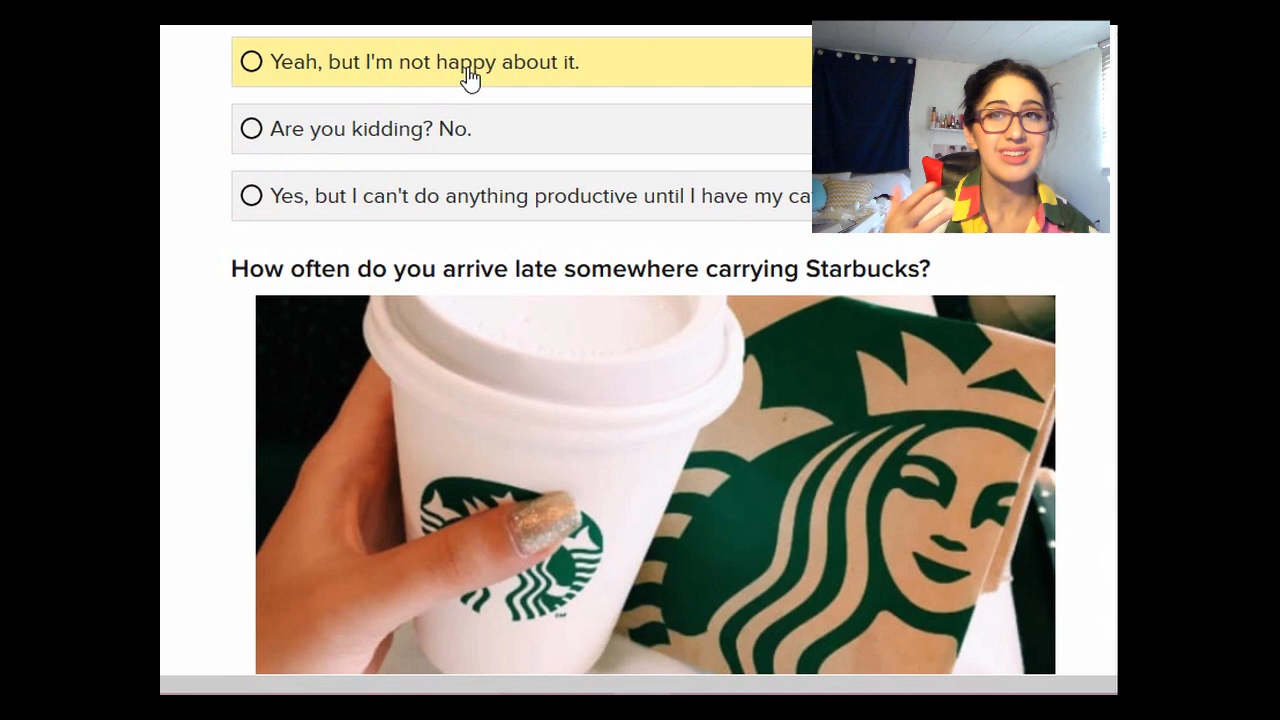 Yeah, but I'm not happy about it.
Are you kidding? No.
Yes, but I can't do anything productive until I have my
How often do you arrive late somewhere carrying Starbucks?